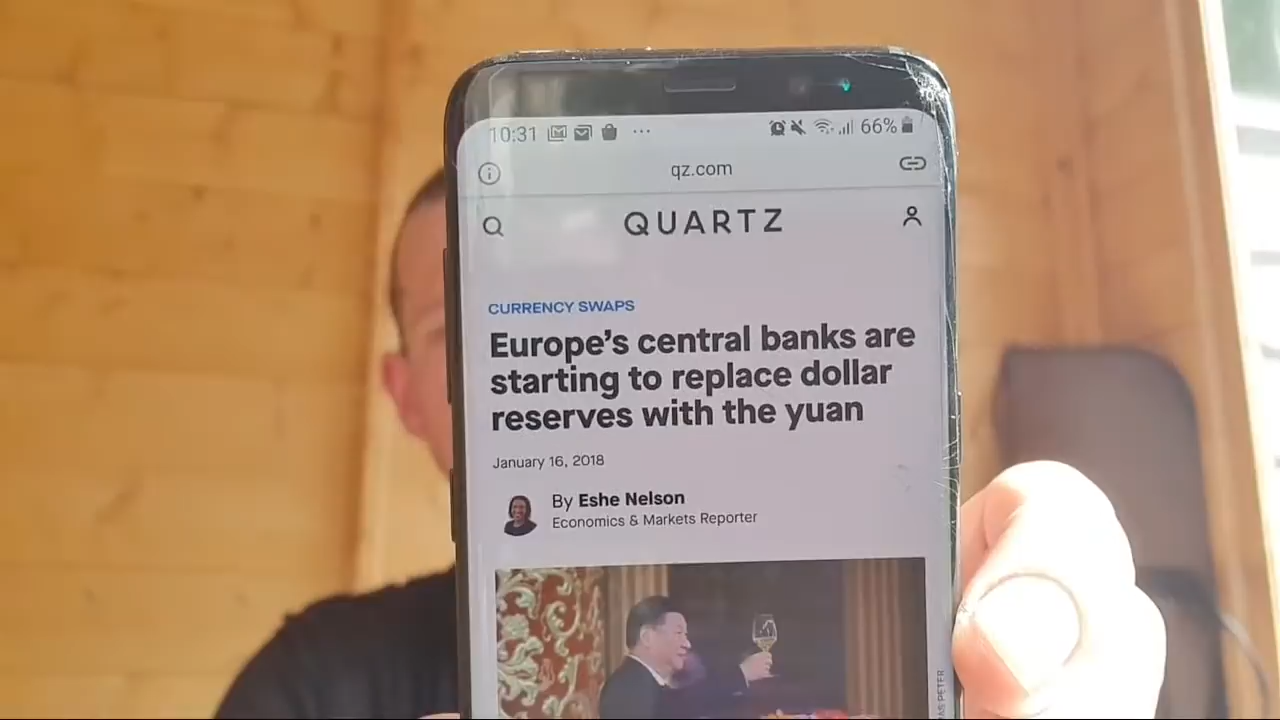 10:31 66%
qz.com
QUARTZ
CURRENCY SWAPS
Europe's central banks are
starting to replace dollar
reserves with the yuan
January 16, 2018
By Eshe Nelson
Economics & Markets Reporter